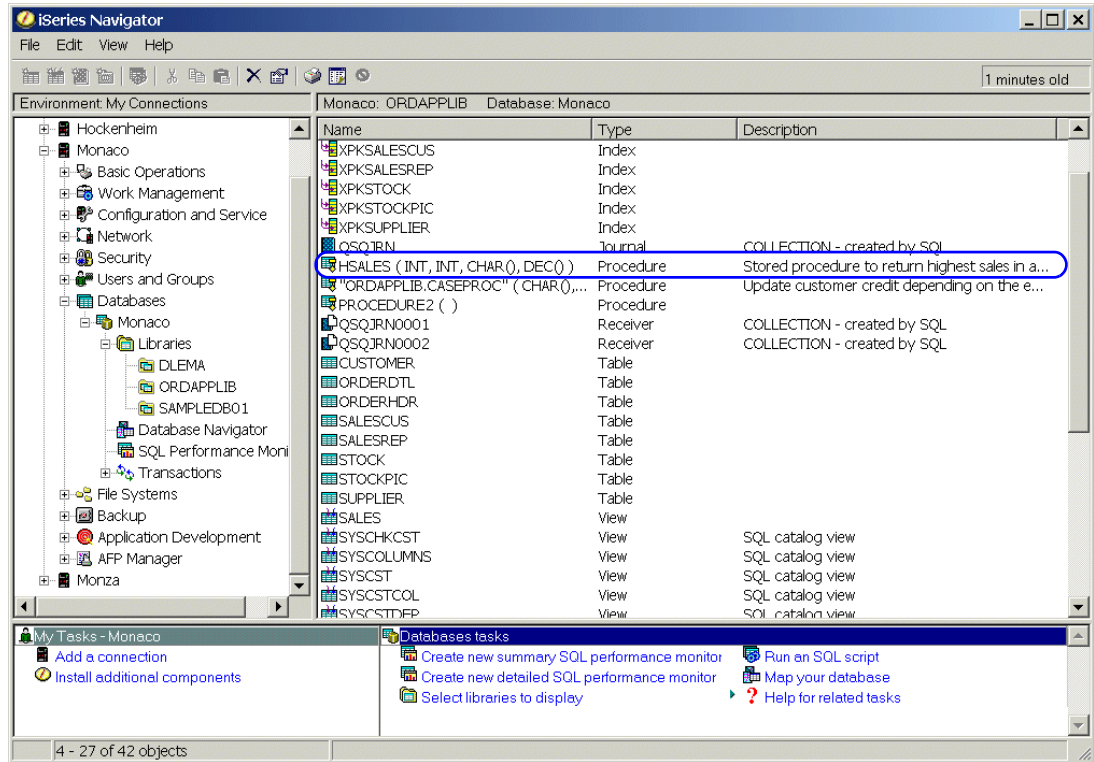 iSeries Navigator
File Edit View Help
1 minutes old
Environment: My Connections
Monaco: ORDAPPLIB Database: Monaco
Hockenheim
Monaco
Basic Operations
Work Management
Configuration and Service
Network
Security
Users and Groups
Databases
Monaco
Libraries
DLEMA
ORDAPPLIB
SAMPLEDB01
Database Navigator
SQL Performance Moni
Transactions
File Systems
Backup
Application Development
AFP Manager
Monza
Name Type Description
XPKSALESCUS Index
XPKSALESREP Index
XPKSTOCK Index
XPKSTOCKPIC Index
XPKSUPPLIER Index
QSQJRN Journal COLLECTION - created by SQL
HSALES ( INT, INT, CHAR(), DEC() ) Procedure Stored procedure to return highest sales in a...
"ORDAPPLIB.CASEPROC" ( CHAR(),... Procedure Update customer credit depending on the e...
PROCEDURE2 ( ) Procedure
QSQJRN0001 Receiver COLLECTION - created by SQL
QSQJRN0002 Receiver COLLECTION - created by SQL
CUSTOMER Table
ORDERDTL Table
ORDERHDR Table
SALESCUS Table
SALESREP Table
STOCK Table
STOCKPIC Table
SUPPLIER Table
SALES View
SYSCHKCST View SQL catalog view
SYSCOLUMNS View SQL catalog view
SYSCST View SQL catalog view
SYSCSTCOL View SQL catalog view
SYSCSTDEP View SQL catalog view
My Tasks - Monaco
Add a connection
Install additional components
Databases tasks
Create new summary SQL performance monitor
Create new detailed SQL performance monitor
Select libraries to display
Run an SQL script
Map your database
Help for related tasks
4 - 27 of 42 objects